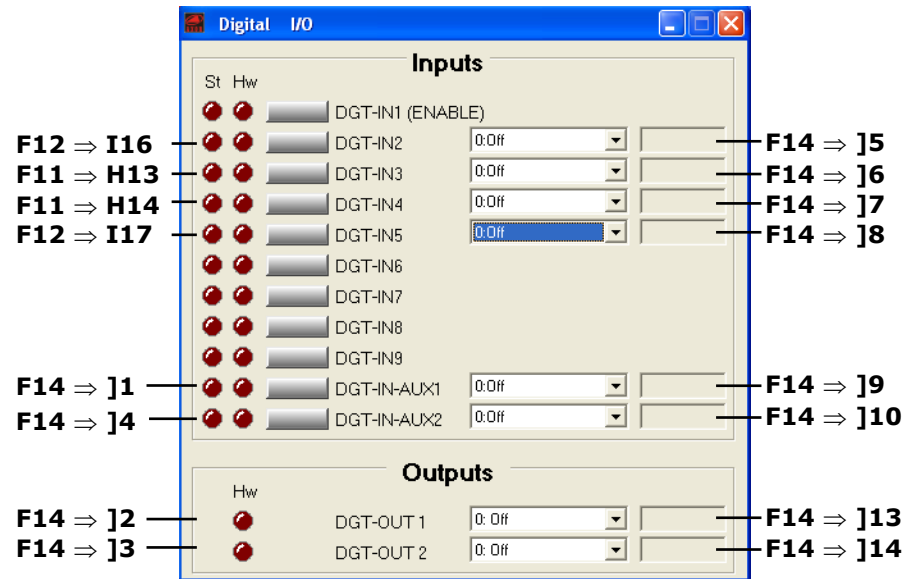 Digital I/O
Inputs
St Hw
DGT-IN1 (ENABLE)
F12 ⇒ I16 DGT-IN2 0:Off F14 ⇒ ]5
F11 ⇒ H13 DGT-IN3 0:Off F14 ⇒ ]6
F11 ⇒ H14 DGT-IN4 0:Off F14 ⇒ ]7
F12 ⇒ I17 DGT-IN5 0:Off F14 ⇒ ]8
DGT-IN6
DGT-IN7
DGT-IN8
DGT-IN9
F14 ⇒ ]1 DGT-IN-AUX1 0:Off F14 ⇒ ]9
F14 ⇒ ]4 DGT-IN-AUX2 0:Off F14 ⇒ ]10
Outputs
Hw
F14 ⇒ ]2 DGT-OUT 1 0: Off F14 ⇒ ]13
F14 ⇒ ]3 DGT-OUT 2 0: Off F14 ⇒ ]14